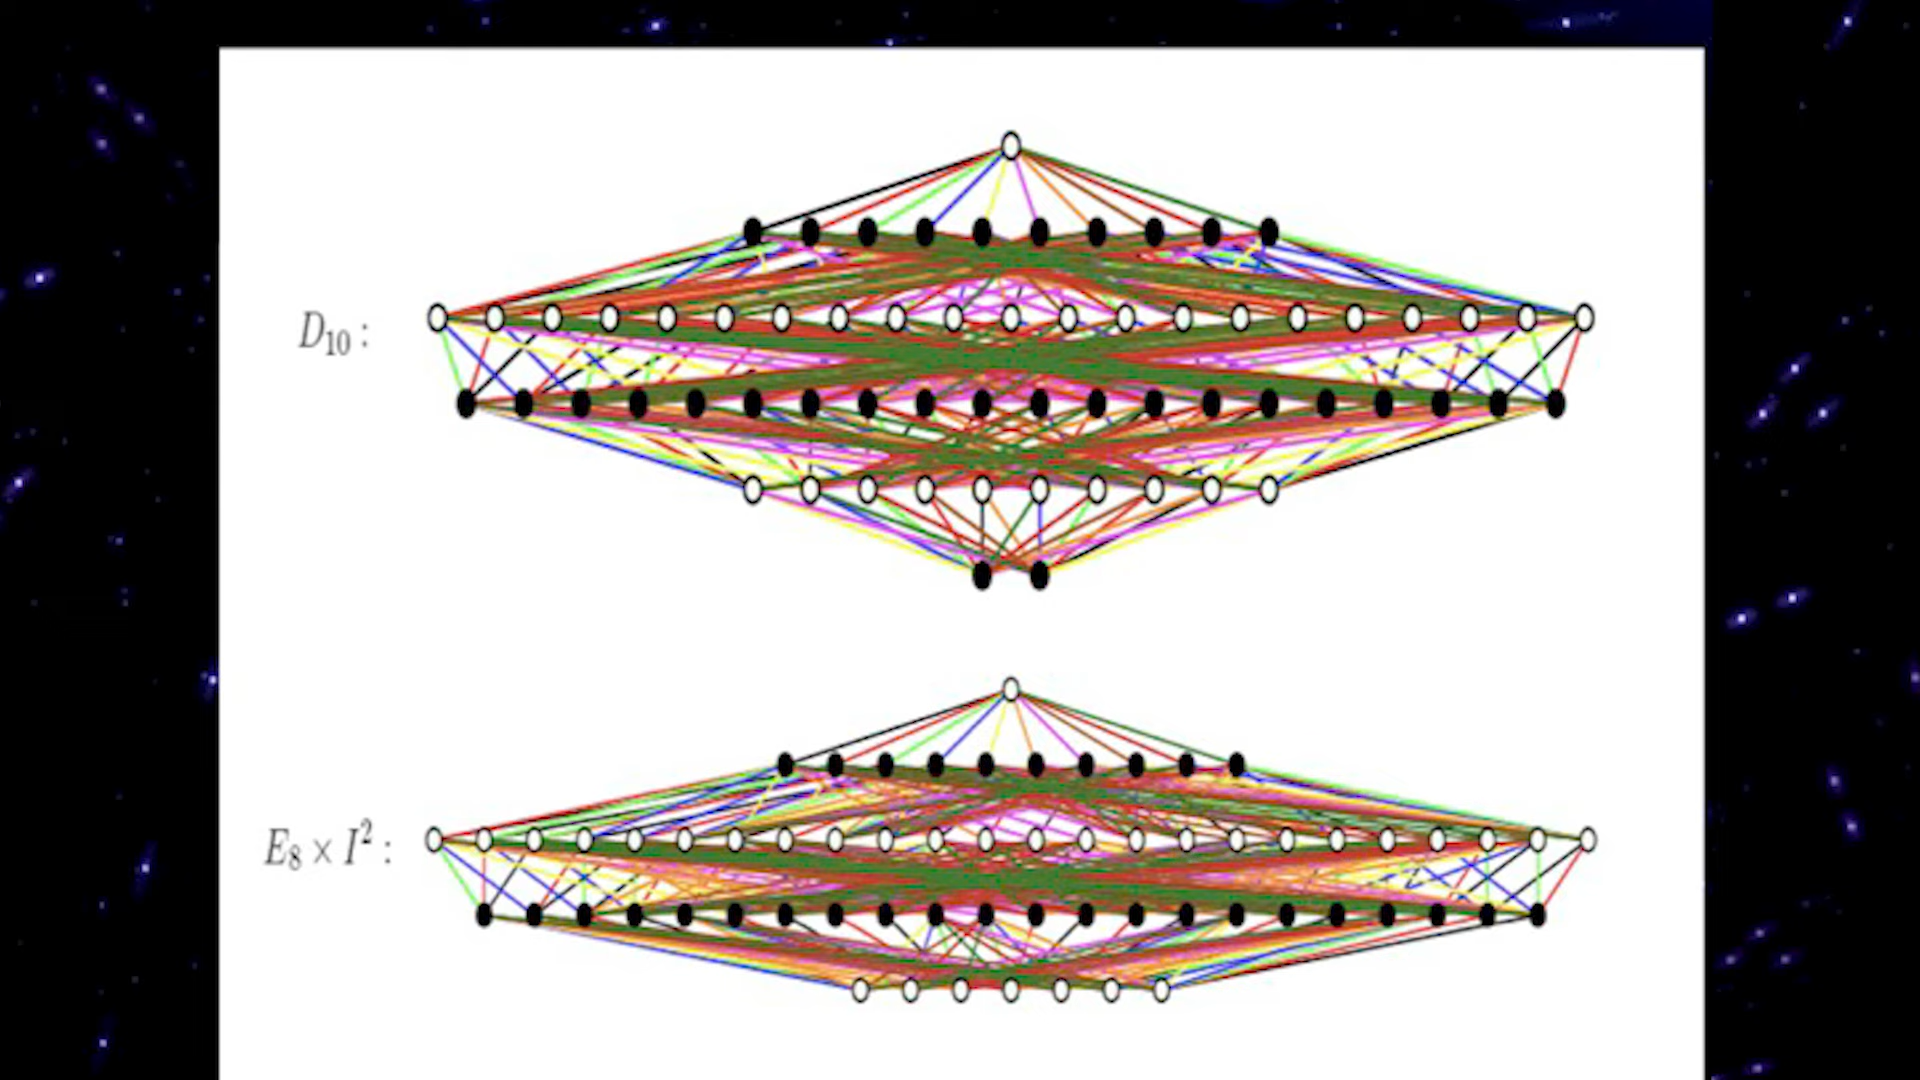 D₁₀ :
E₈ × I² :